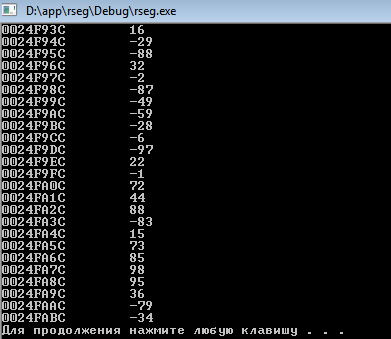 D:\app\rseg\Debug\rseg.exe
0024F93C 16
0024F94C -29
0024F95C -88
0024F96C 32
0024F97C -2
0024F98C -87
0024F99C -49
0024F9AC -59
0024F9BC -28
0024F9CC -6
0024F9DC -97
0024F9EC 22
0024F9FC -1
0024FA0C 72
0024FA1C 44
0024FA2C 88
0024FA3C -83
0024FA4C 15
0024FA5C 73
0024FA6C 85
0024FA7C 98
0024FA8C 95
0024FA9C 36
0024FAAC -79
0024FABC -34
Для продолжения нажмите любую клавишу . . .